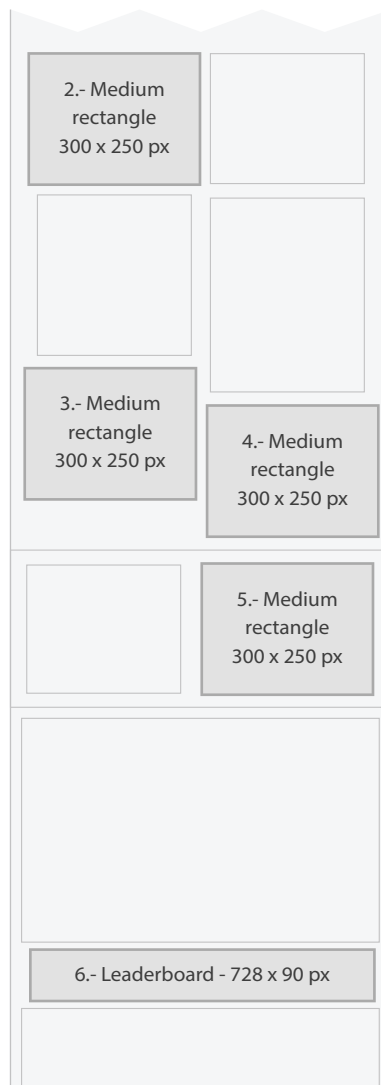 2.- Medium
rectangle
300 x 250 px
3.- Medium
rectangle
300 x 250 px
4.- Medium
rectangle
300 x 250 px
5.- Medium
rectangle
300 x 250 px
6.- Leaderboard - 728 x 90 px